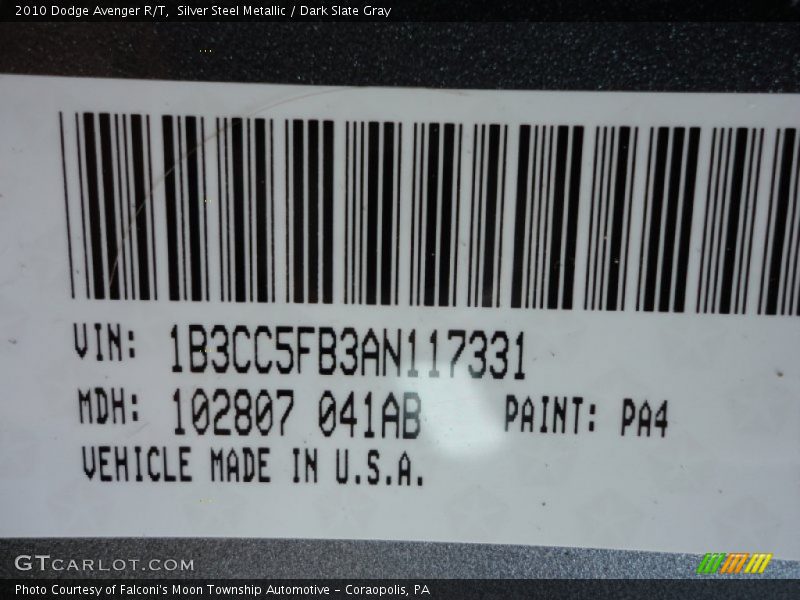 2010 Dodge Avenger R/T,  Silver Steel Metallic / Dark Slate Gray
VIN: 1B3CC5FB3AN117331
MDH: 102807 041AB PAINT: PA4
VEHICLE MADE IN U.S.A.
GTCARLOT.COM
Photo Courtesy of Falconi's Moon Township Automotive - Coraopolis, PA